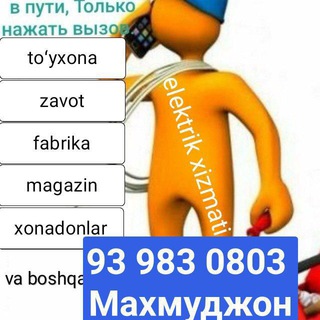 в пути, Только
нажать вызов
to'yxona
zavot
fabrika
magazin
xonadonlar
va boshqa
elektrik xizmati
93 983 0803
Махмуджон